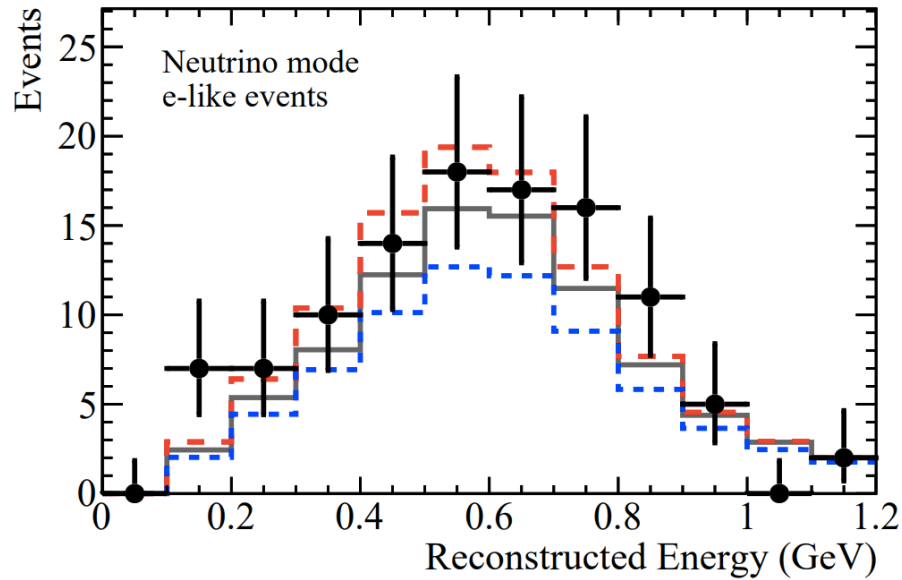 Events
25
20
15
10
5
0
Neutrino mode
e-like events
0 0.2 0.4 0.6 0.8 1 1.2
Reconstructed Energy (GeV)